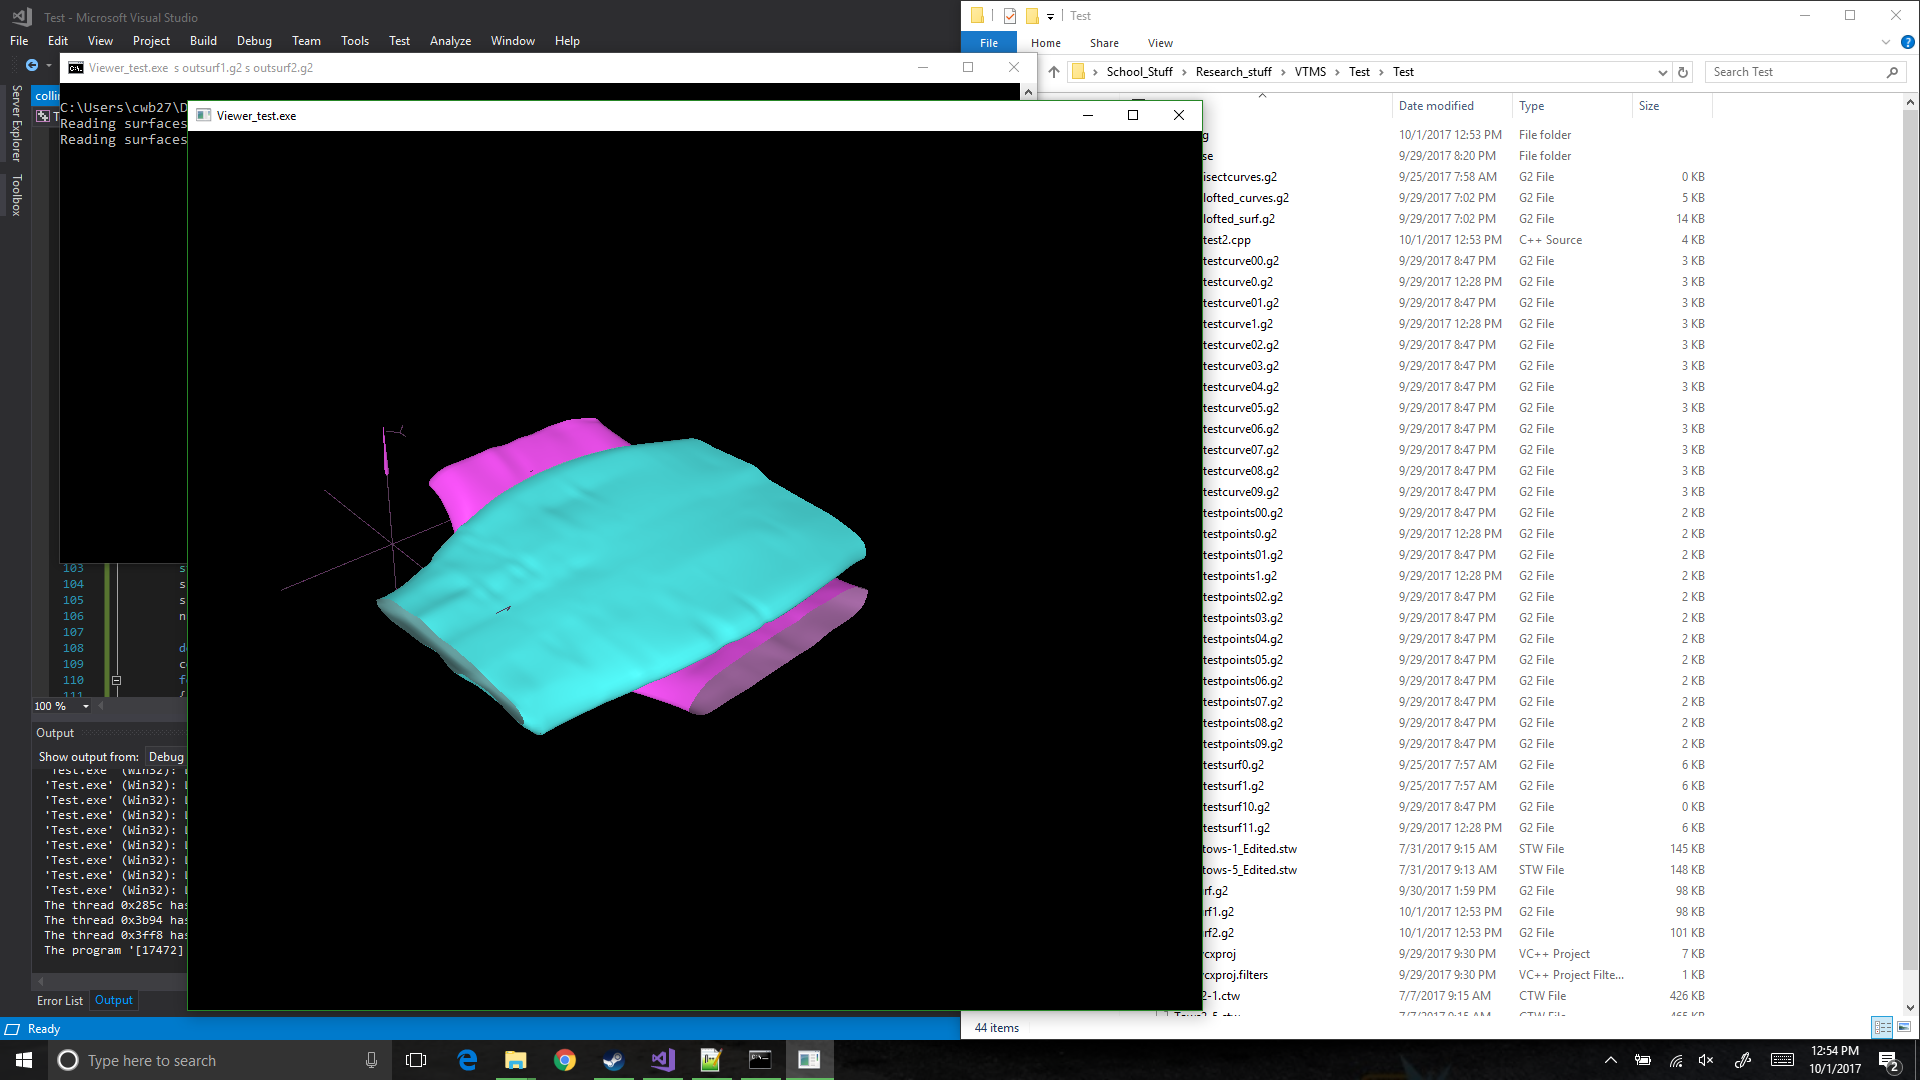 Test - Microsoft Visual Studio
File Edit View Project Build Debug Team Tools Test Analyze Window Help
Server Explorer
Toolbox
Viewer_test.exe s outsurf1.g2 s outsurf2.g2
C:\Users\cwb27\D
Reading surfaces
Reading surfaces
Viewer_test.exe
103 s
104 s
105 s
106 n
107
108 d
109 c
110 f
111 {
100 %
Output
Show output from: Debug
'Test.exe' (Win32): L
'Test.exe' (Win32): L
'Test.exe' (Win32): L
'Test.exe' (Win32): L
'Test.exe' (Win32): L
'Test.exe' (Win32): L
'Test.exe' (Win32): L
'Test.exe' (Win32): L
'Test.exe' (Win32): L
The thread 0x285c has
The thread 0x3b94 has
The thread 0x3ff8 has
The program '[17472]
Error List Output
Ready
Test
File Home Share View
School_Stuff Research_stuff VTMS Test Test
Search Test
Date modified Type Size
g 10/1/2017 12:53 PM File folder
se 9/29/2017 8:20 PM File folder
isectcurves.g2 9/25/2017 7:58 AM G2 File 0 KB
lofted_curves.g2 9/29/2017 7:02 PM G2 File 5 KB
lofted_surf.g2 9/29/2017 7:02 PM G2 File 14 KB
test2.cpp 10/1/2017 12:53 PM C++ Source 4 KB
testcurve00.g2 9/29/2017 8:47 PM G2 File 3 KB
testcurve0.g2 9/29/2017 12:28 PM G2 File 3 KB
testcurve01.g2 9/29/2017 8:47 PM G2 File 3 KB
testcurve1.g2 9/29/2017 12:28 PM G2 File 3 KB
testcurve02.g2 9/29/2017 8:47 PM G2 File 3 KB
testcurve03.g2 9/29/2017 8:47 PM G2 File 3 KB
testcurve04.g2 9/29/2017 8:47 PM G2 File 3 KB
testcurve05.g2 9/29/2017 8:47 PM G2 File 3 KB
testcurve06.g2 9/29/2017 8:47 PM G2 File 3 KB
testcurve07.g2 9/29/2017 8:47 PM G2 File 3 KB
testcurve08.g2 9/29/2017 8:47 PM G2 File 3 KB
testcurve09.g2 9/29/2017 8:47 PM G2 File 3 KB
testpoints00.g2 9/29/2017 8:47 PM G2 File 2 KB
testpoints0.g2 9/29/2017 12:28 PM G2 File 2 KB
testpoints01.g2 9/29/2017 8:47 PM G2 File 2 KB
testpoints1.g2 9/29/2017 12:28 PM G2 File 2 KB
testpoints02.g2 9/29/2017 8:47 PM G2 File 2 KB
testpoints03.g2 9/29/2017 8:47 PM G2 File 2 KB
testpoints04.g2 9/29/2017 8:47 PM G2 File 2 KB
testpoints05.g2 9/29/2017 8:47 PM G2 File 2 KB
testpoints06.g2 9/29/2017 8:47 PM G2 File 2 KB
testpoints07.g2 9/29/2017 8:47 PM G2 File 2 KB
testpoints08.g2 9/29/2017 8:47 PM G2 File 2 KB
testpoints09.g2 9/29/2017 8:47 PM G2 File 2 KB
testsurf0.g2 9/25/2017 7:57 AM G2 File 6 KB
testsurf1.g2 9/25/2017 7:57 AM G2 File 6 KB
testsurf10.g2 9/29/2017 8:47 PM G2 File 0 KB
testsurf11.g2 9/29/2017 12:28 PM G2 File 6 KB
tows-1_Edited.stw 7/31/2017 9:15 AM STW File 145 KB
tows-5_Edited.stw 7/31/2017 9:13 AM STW File 148 KB
rf.g2 9/30/2017 1:59 PM G2 File 98 KB
rf1.g2 10/1/2017 12:53 PM G2 File 98 KB
rf2.g2 10/1/2017 12:53 PM G2 File 101 KB
cxproj 9/29/2017 9:30 PM VC++ Project 7 KB
cxproj.filters 9/29/2017 9:30 PM VC++ Project Filte... 1 KB
2-1.ctw 7/7/2017 9:15 AM CTW File 426 KB
44 items
Type here to search
12:54 PM
10/1/2017
2